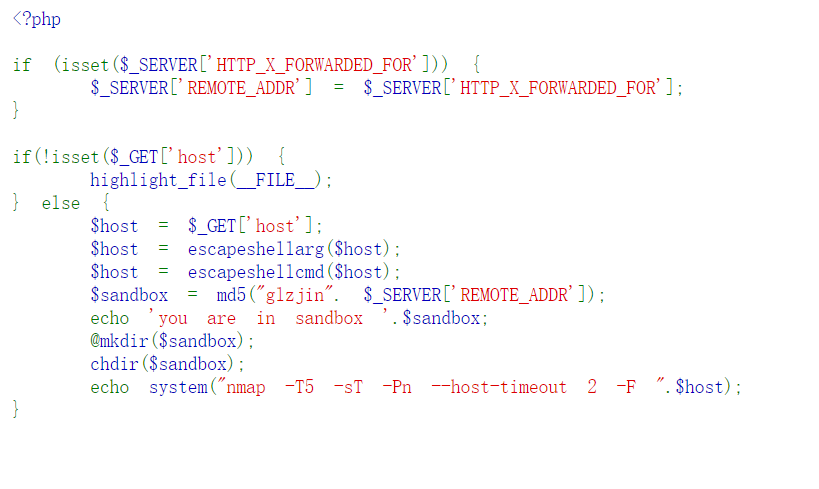 <?php
if (isset($_SERVER['HTTP_X_FORWARDED_FOR'])) {
$_SERVER['REMOTE_ADDR'] = $_SERVER['HTTP_X_FORWARDED_FOR'];
}
if(!isset($_GET['host'])) {
highlight_file(__FILE__);
} else {
$host = $_GET['host'];
$host = escapeshellarg($host);
$host = escapeshellcmd($host);
$sandbox = md5("glzjin". $_SERVER['REMOTE_ADDR']);
echo 'you are in sandbox '.$sandbox;
@mkdir($sandbox);
chdir($sandbox);
echo system("nmap -T5 -sT -Pn --host-timeout 2 -F ".$host);
}